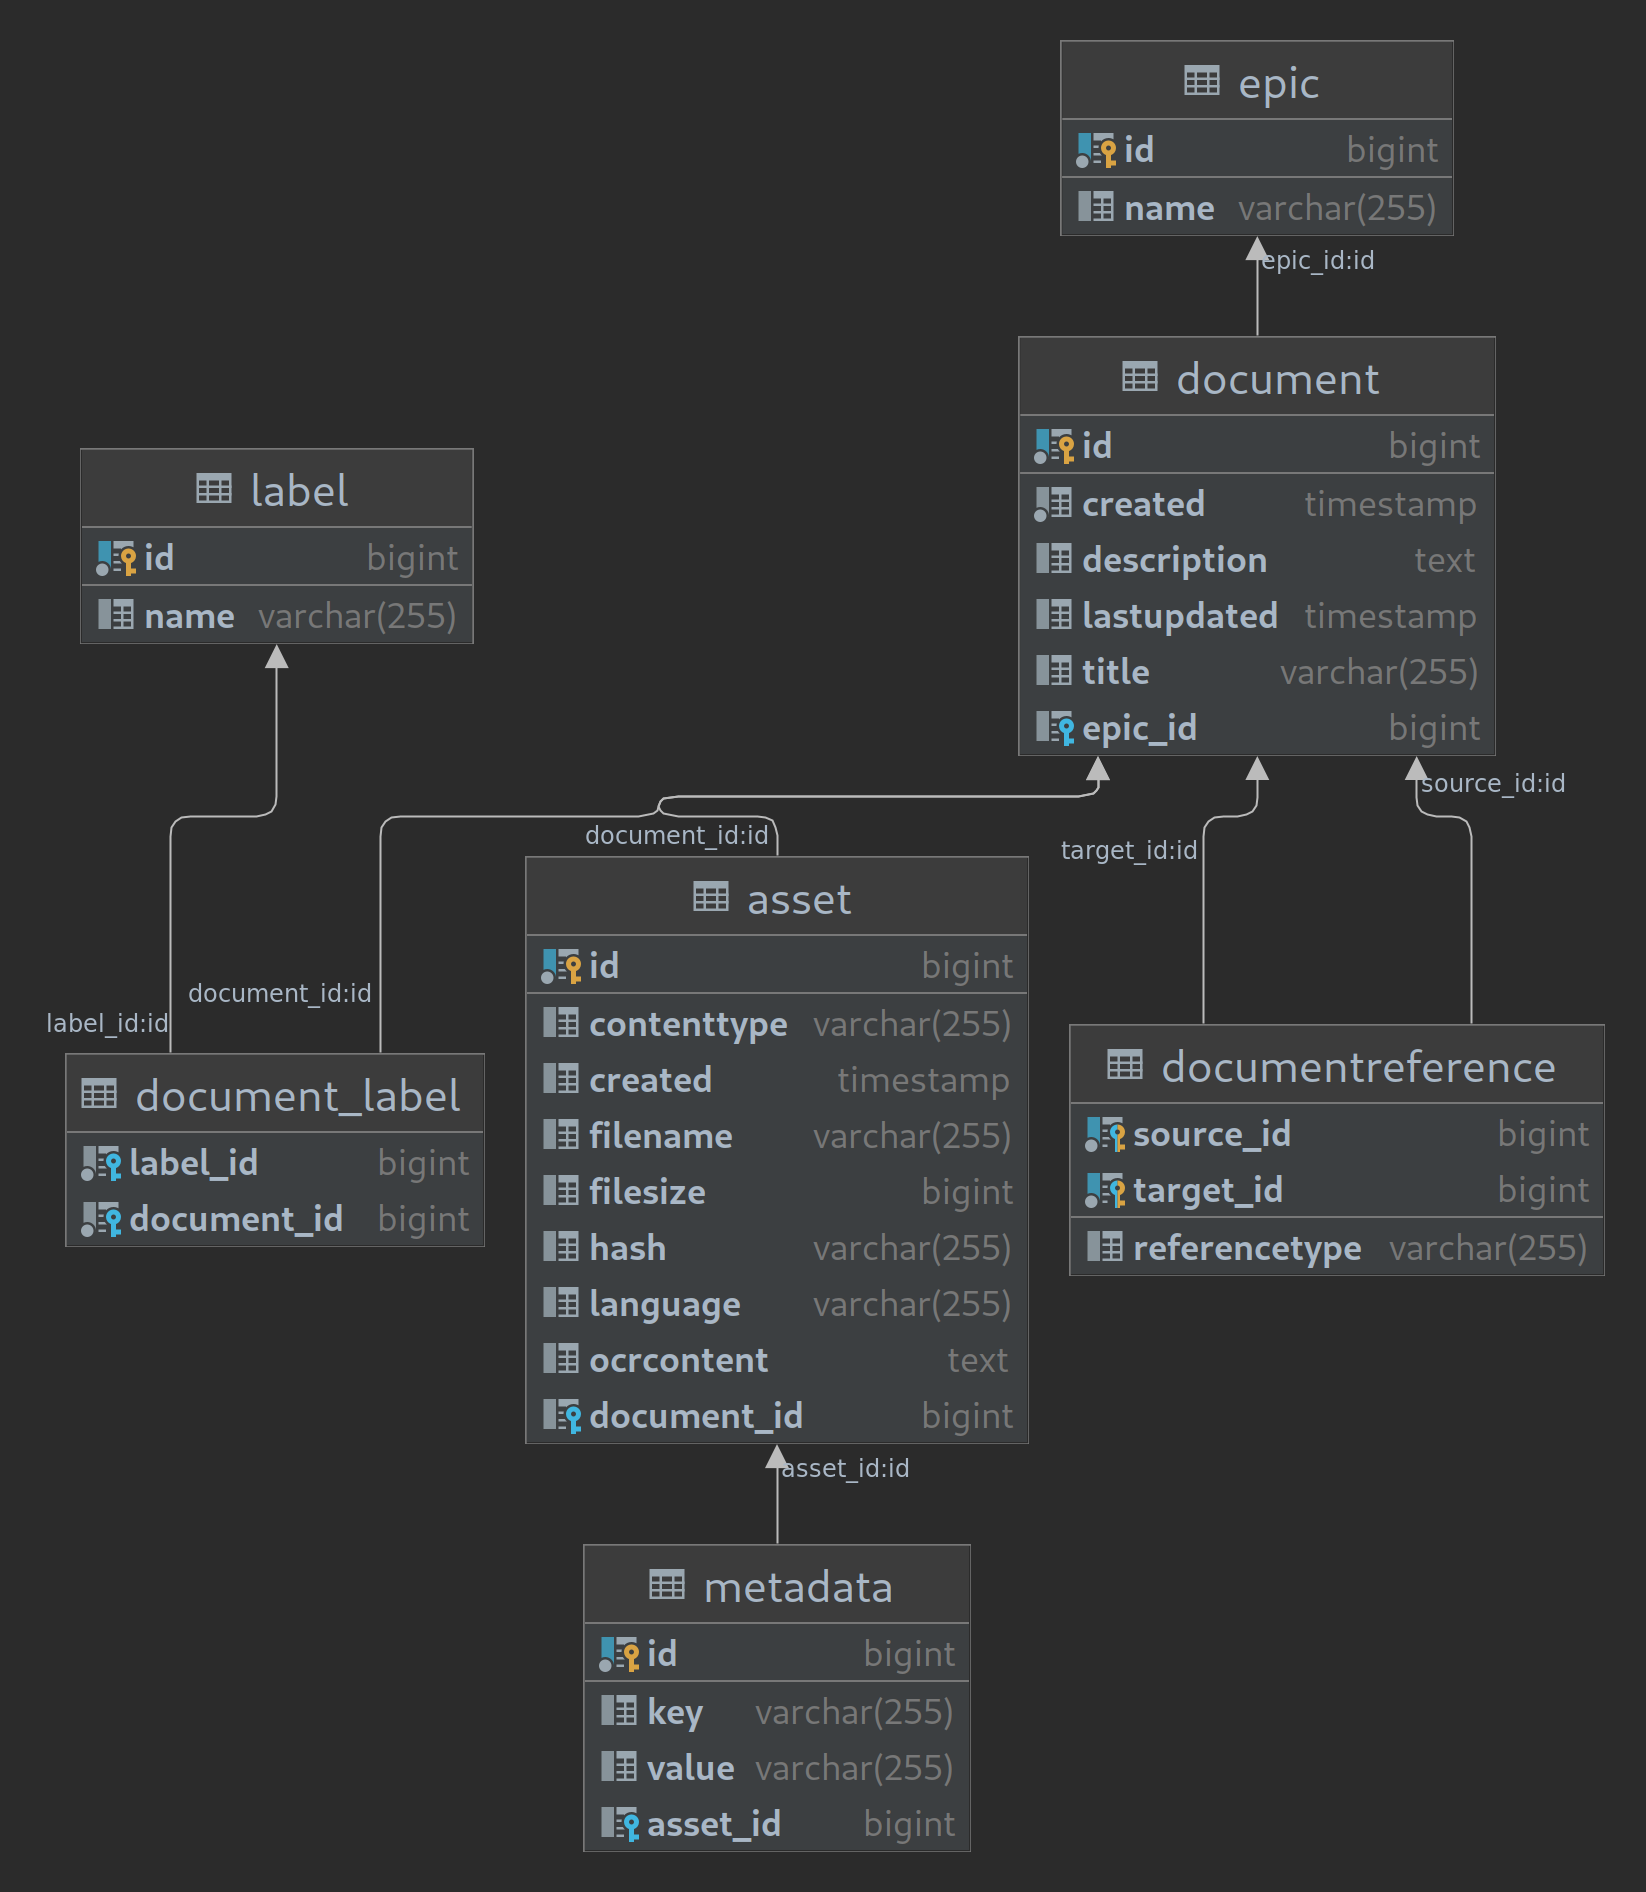 epic
id bigint
name varchar(255)
epic_id:id
document
id bigint
created timestamp
description text
lastupdated timestamp
title varchar(255)
epic_id bigint
label
id bigint
name varchar(255)
source_id:id
document_id:id
target_id:id
document_id:id
label_id:id
asset
id bigint
contenttype varchar(255)
created timestamp
filename varchar(255)
filesize bigint
hash varchar(255)
language varchar(255)
ocrcontent text
document_id bigint
document_label
label_id bigint
document_id bigint
documentreference
source_id bigint
target_id bigint
referencetype varchar(255)
asset_id:id
metadata
id bigint
key varchar(255)
value varchar(255)
asset_id bigint